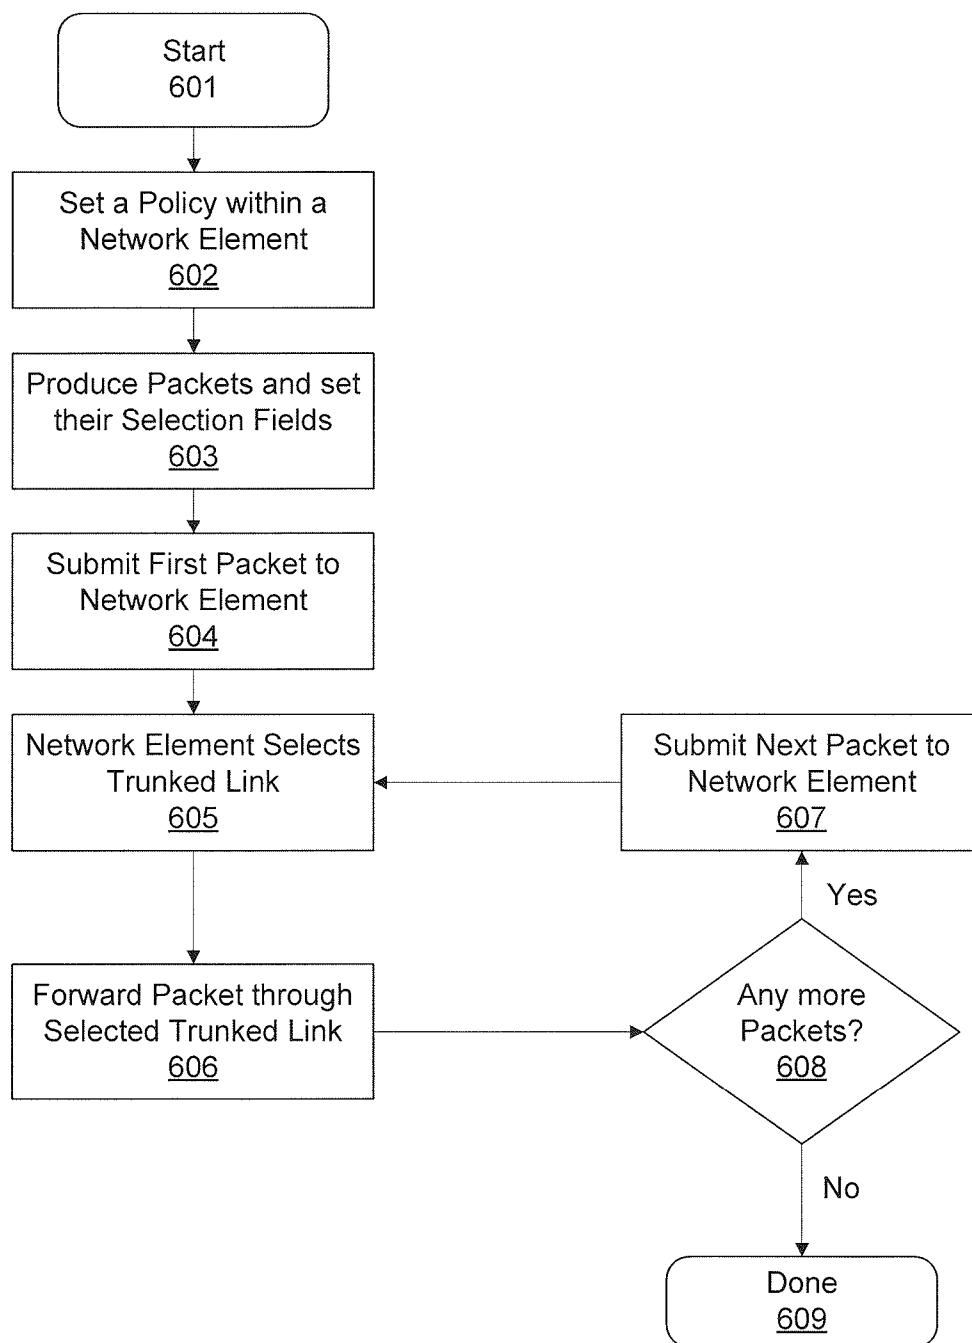 Start
601
Set a Policy within a
Network Element
602
Produce Packets and set
their Selection Fields
603
Submit First Packet to
Network Element
604
Network Element Selects
Trunked Link
605
Submit Next Packet to
Network Element
607
Yes
Forward Packet through
Selected Trunked Link
606
Any more
Packets?
608
No
Done
609